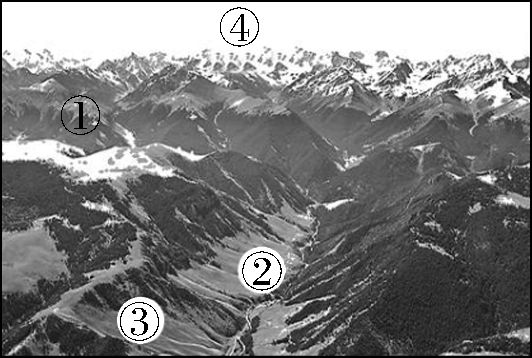 ④
①
②
③